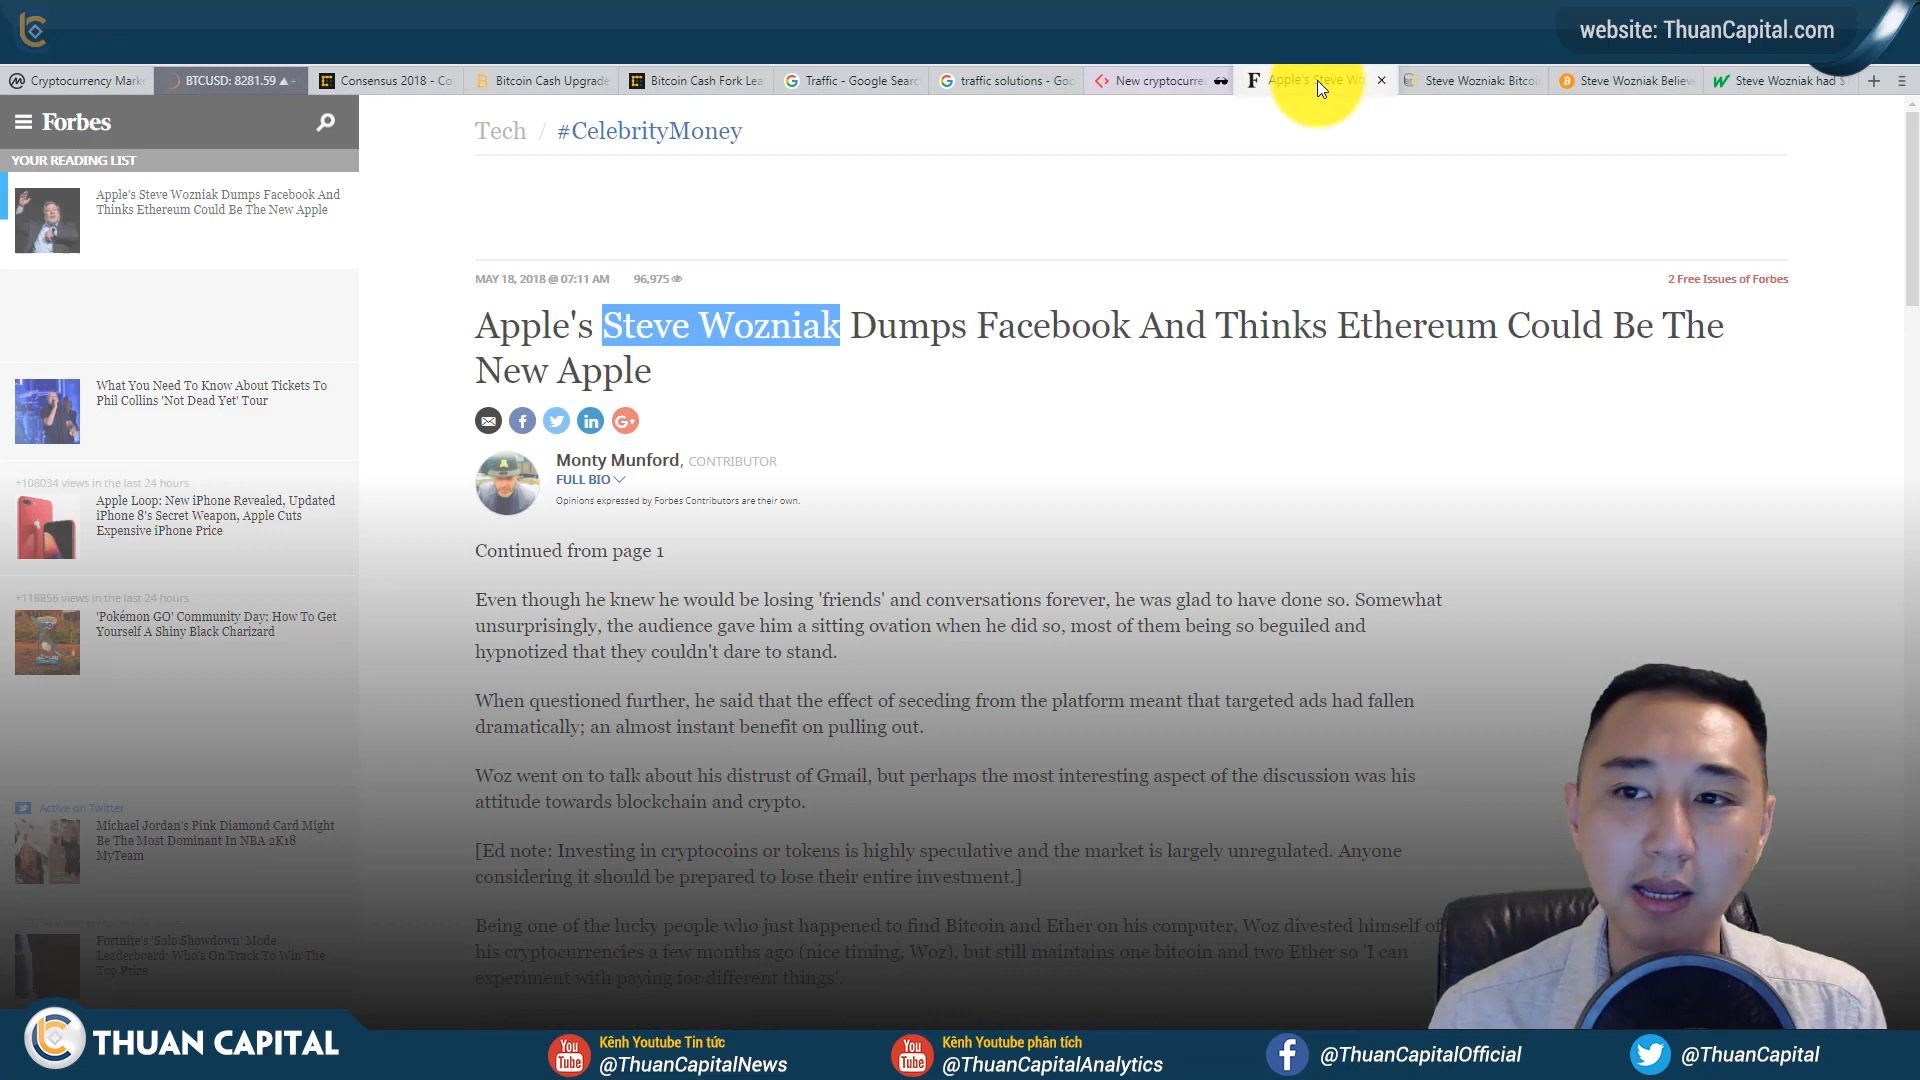 website: ThuanCapital.com
Cryptocurrency Marke
BTCUSD: 8281.59 ▲
Consensus 2018 - Co
Bitcoin Cash Upgrade
Bitcoin Cash Fork Lea
Traffic - Google Searc
traffic solutions - Goo
New cryptocurre
Apple's Steve Wo
Steve Wozniak: Bitcoi
Steve Wozniak Believ
Steve Wozniak had $
Forbes
YOUR READING LIST
Apple's Steve Wozniak Dumps Facebook And
Thinks Ethereum Could Be The New Apple
What You Need To Know About Tickets To
Phil Collins 'Not Dead Yet' Tour
+108034 views in the last 24 hours
Apple Loop: New iPhone Revealed, Updated
iPhone 8's Secret Weapon, Apple Cuts
Expensive iPhone Price
+118856 views in the last 24 hours
'Pokémon GO' Community Day: How To Get
Yourself A Shiny Black Charizard
Active on Twitter
Michael Jordan's Pink Diamond Card Might
Be The Most Dominant In NBA 2K18
MyTeam
Fortnite's 'Solo Showdown' Mode
Leaderboard: Who's On Track To Win The
Top Prize
Tech / #CelebrityMoney
MAY 18, 2018 @ 07:11 AM 96,975
2 Free Issues of Forbes
Apple's Steve Wozniak Dumps Facebook And Thinks Ethereum Could Be The
New Apple
Monty Munford, CONTRIBUTOR
FULL BIO
Opinions expressed by Forbes Contributors are their own.
Continued from page 1
Even though he knew he would be losing 'friends' and conversations forever, he was glad to have done so. Somewhat
unsurprisingly, the audience gave him a sitting ovation when he did so, most of them being so beguiled and
hypnotized that they couldn't dare to stand.
When questioned further, he said that the effect of seceding from the platform meant that targeted ads had fallen
dramatically; an almost instant benefit on pulling out.
Woz went on to talk about his distrust of Gmail, but perhaps the most interesting aspect of the discussion was his
attitude towards blockchain and crypto.
[Ed note: Investing in cryptocoins or tokens is highly speculative and the market is largely unregulated. Anyone
considering it should be prepared to lose their entire investment.]
Being one of the lucky people who just happened to find Bitcoin and Ether on his computer, Woz divested himself of
his cryptocurrencies a few months ago (nice timing, Woz), but still maintains one bitcoin and two Ether so 'I can
experiment with paying for different things'.
THUAN CAPITAL
You Tube
Kênh Youtube Tin tức
@ThuanCapitalNews
You Tube
Kênh Youtube phân tích
@ThuanCapitalAnalytics
@ThuanCapitalOfficial
@ThuanCapital